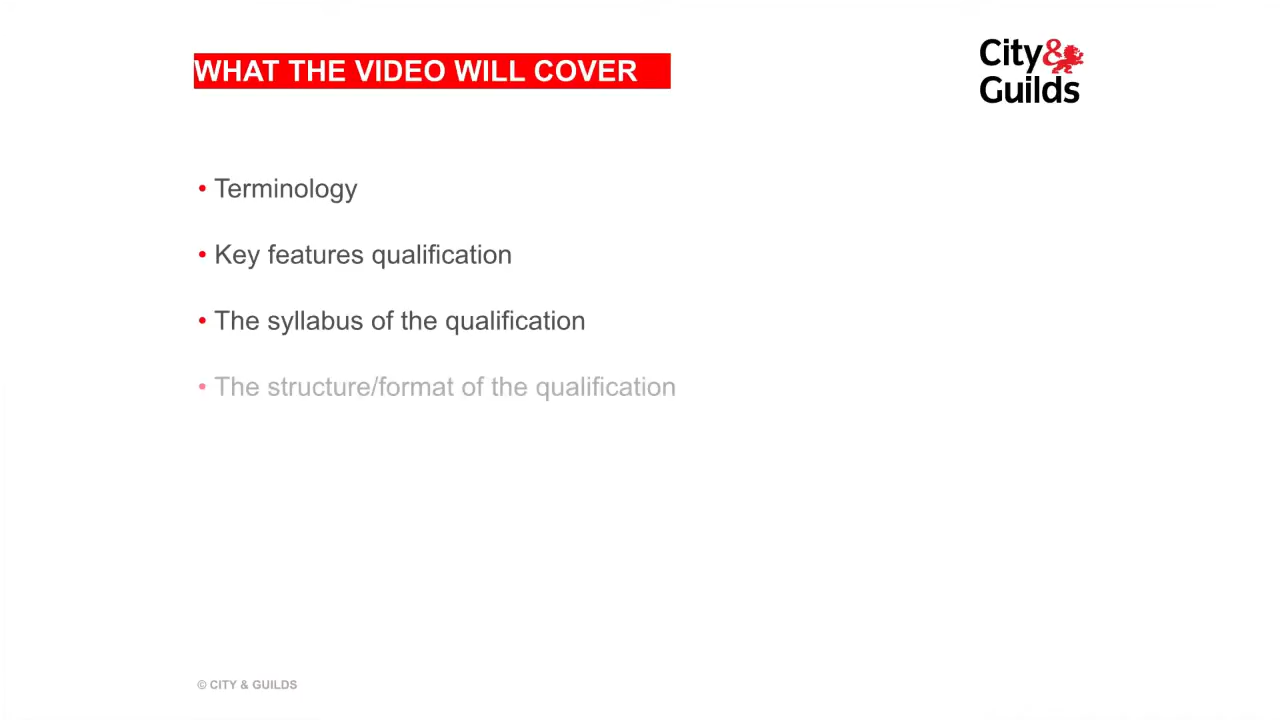 WHAT THE VIDEO WILL COVER
City&
Guilds
• Terminology
• Key features qualification
• The syllabus of the qualification
• The structure/format of the qualification
© CITY & GUILDS